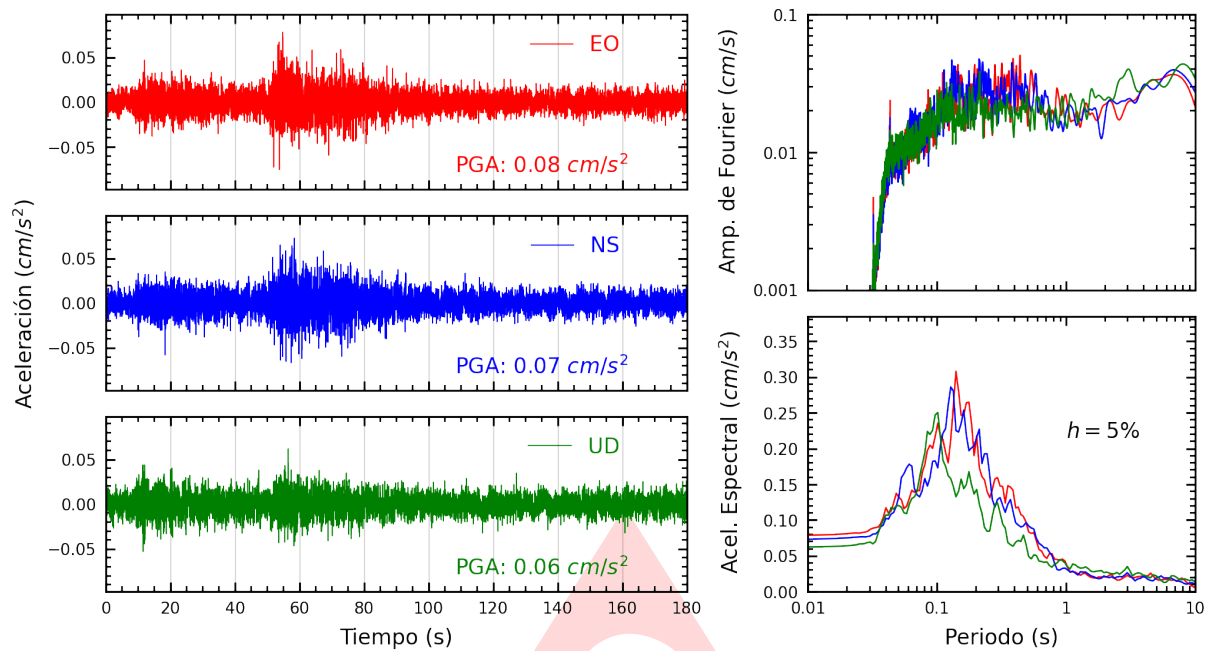 Aceleración (cm/s²)
0.05
0.00
−0.05
EO
PGA: 0.08 cm/s²
0.05
0.00
−0.05
NS
PGA: 0.07 cm/s²
0.05
0.00
−0.05
UD
PGA: 0.06 cm/s²
0 20 40 60 80 100 120 140 160 180
Tiempo (s)
Amp. de Fourier (cm/s)
0.1
0.01
0.001
Acel. Espectral (cm/s²)
0.35
0.30
0.25
0.20
0.15
0.10
0.05
0.00
h = 5%
0.01 0.1 1 10
Periodo (s)